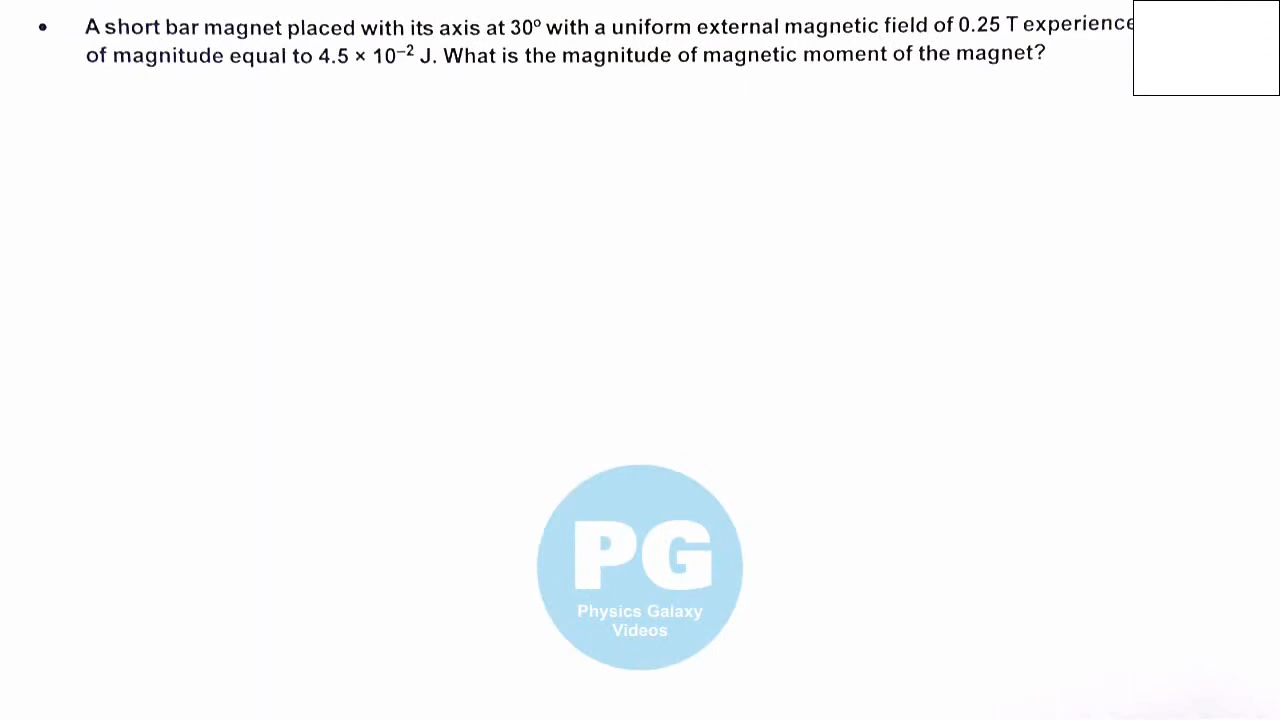 • A short bar magnet placed with its axis at 30º with a uniform external magnetic field of 0.25 T experience
of magnitude equal to 4.5 × 10⁻² J. What is the magnitude of magnetic moment of the magnet?
PG
Physics Galaxy
Videos